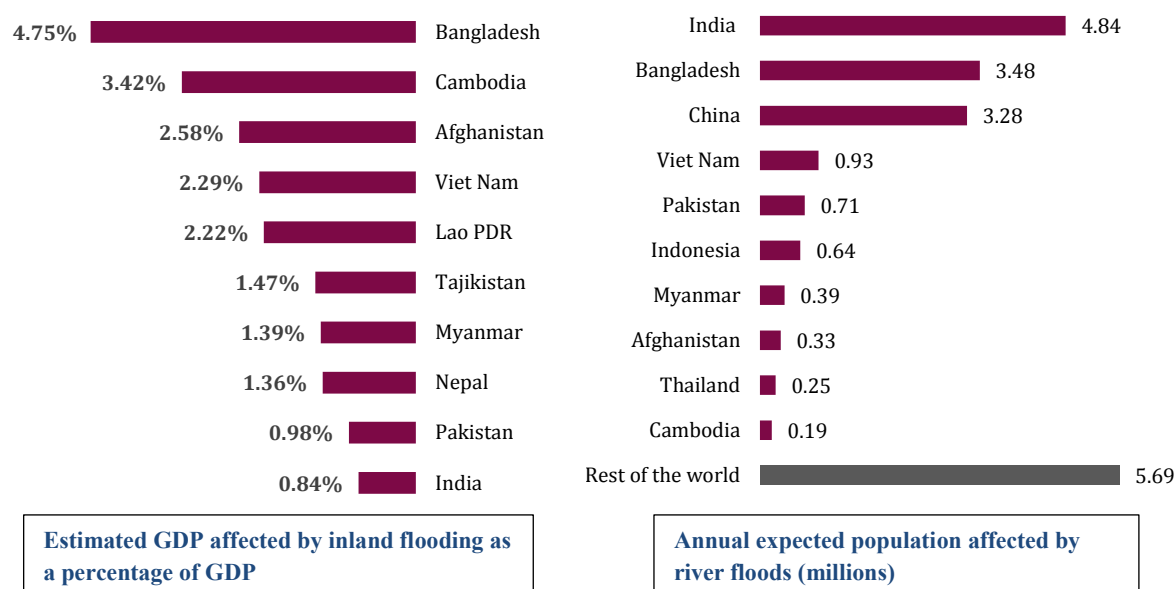 4.75% Bangladesh
3.42% Cambodia
2.58% Afghanistan
2.29% Viet Nam
2.22% Lao PDR
1.47% Tajikistan
1.39% Myanmar
1.36% Nepal
0.98% Pakistan
0.84% India
Estimated GDP affected by inland flooding as
a percentage of GDP
India 4.84
Bangladesh 3.48
China 3.28
Viet Nam 0.93
Pakistan 0.71
Indonesia 0.64
Myanmar 0.39
Afghanistan 0.33
Thailand 0.25
Cambodia 0.19
Rest of the world 5.69
Annual expected population affected by
river floods (millions)